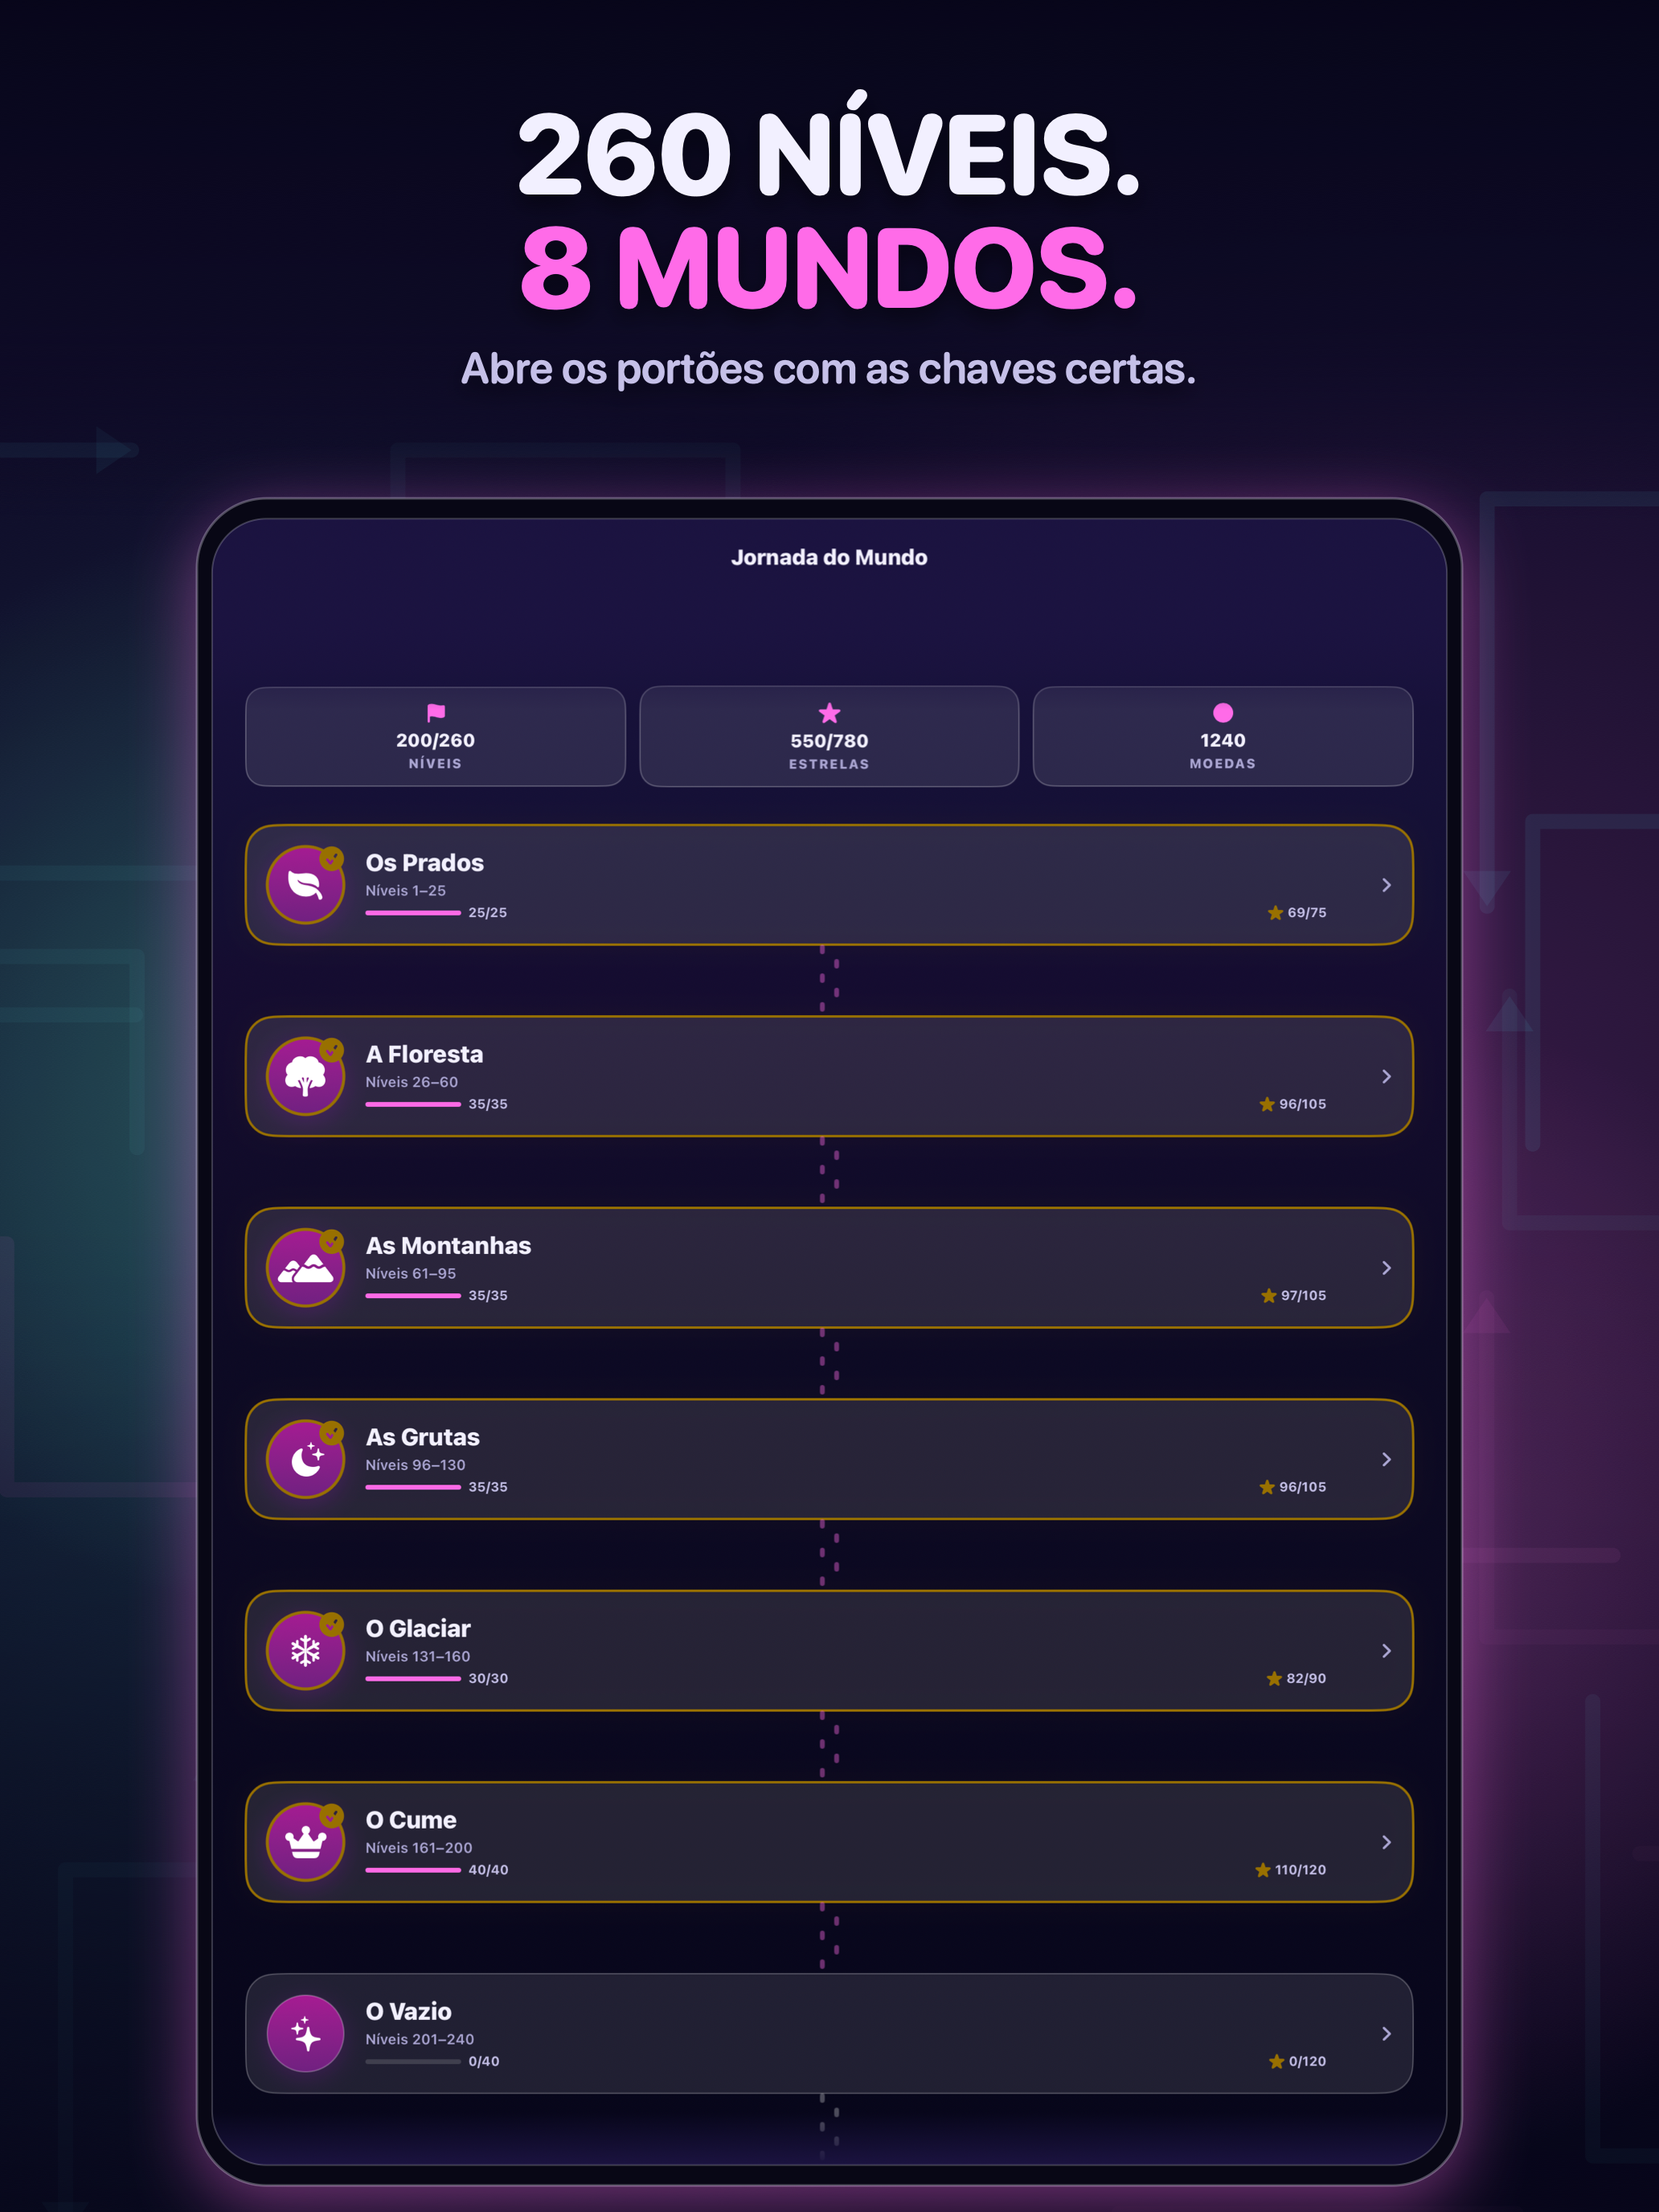 260 NÍVEIS.
8 MUNDOS.
Abre os portões com as chaves certas.
Jornada do Mundo
200/260
NÍVEIS
550/780
ESTRELAS
1240
MOEDAS
Os Prados
Níveis 1–25
25/25
69/75
A Floresta
Níveis 26–60
35/35
96/105
As Montanhas
Níveis 61–95
35/35
97/105
As Grutas
Níveis 96–130
35/35
96/105
O Glaciar
Níveis 131–160
30/30
82/90
O Cume
Níveis 161–200
40/40
110/120
O Vazio
Níveis 201–240
0/40
0/120